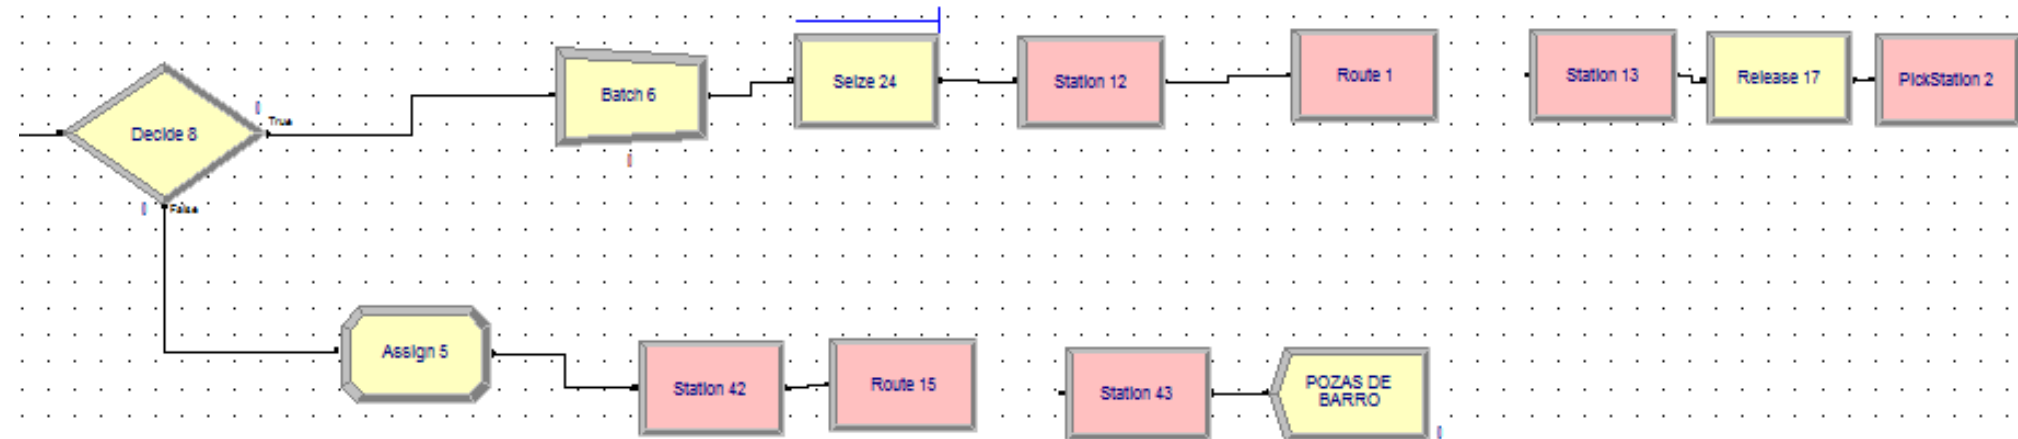 Decide 8
True
False
Batch 6
Seize 24
Station 12
Route 1
Station 13
Release 17
PickStation 2
Assign 5
Station 42
Route 15
Station 43
POZAS DE
BARRO